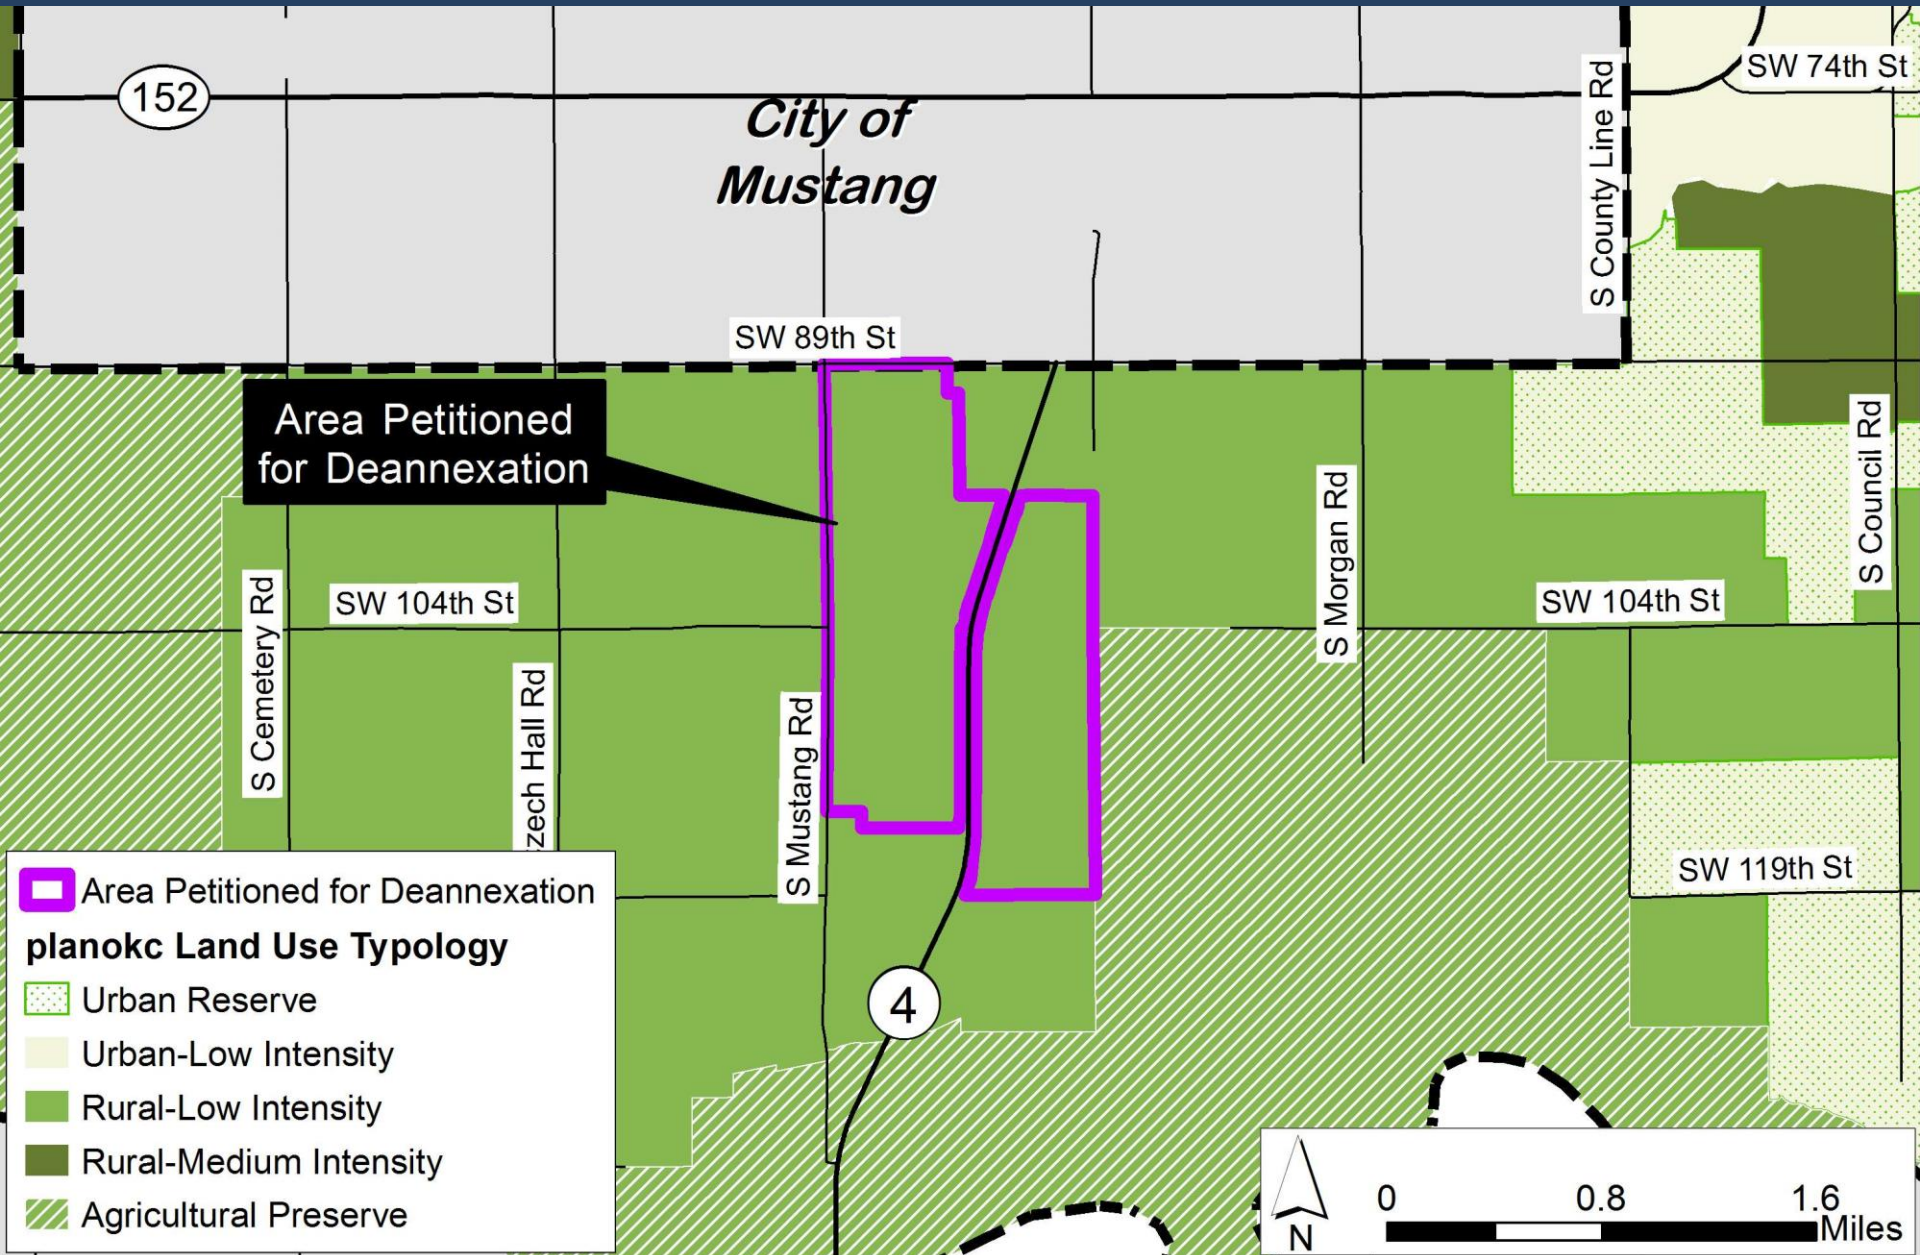 152
City of
Mustang
SW 74th St
S County Line Rd
SW 89th St
Area Petitioned
for Deannexation
S Council Rd
S Morgan Rd
SW 104th St
SW 104th St
S Cemetery Rd
zech Hall Rd
S Mustang Rd
SW 119th St
4
Area Petitioned for Deannexation
planokc Land Use Typology
Urban Reserve
Urban-Low Intensity
Rural-Low Intensity
Rural-Medium Intensity
Agricultural Preserve
N
0 0.8 1.6
Miles